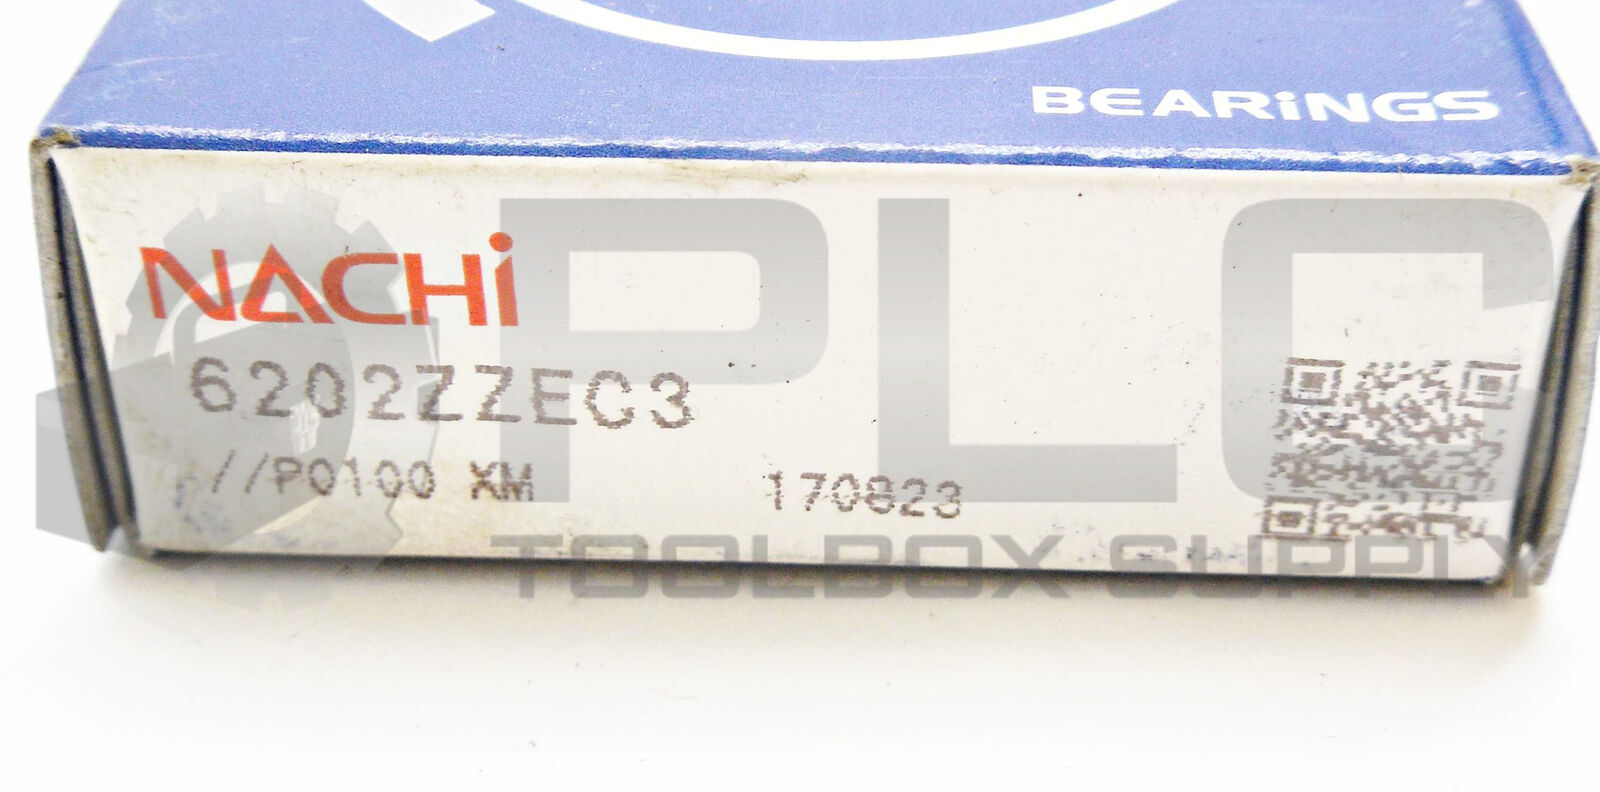 BEARiNGS
NACHi
6202ZZEC3
//P0100 XM 170823
PLC
TOOLBOX SUPPLY